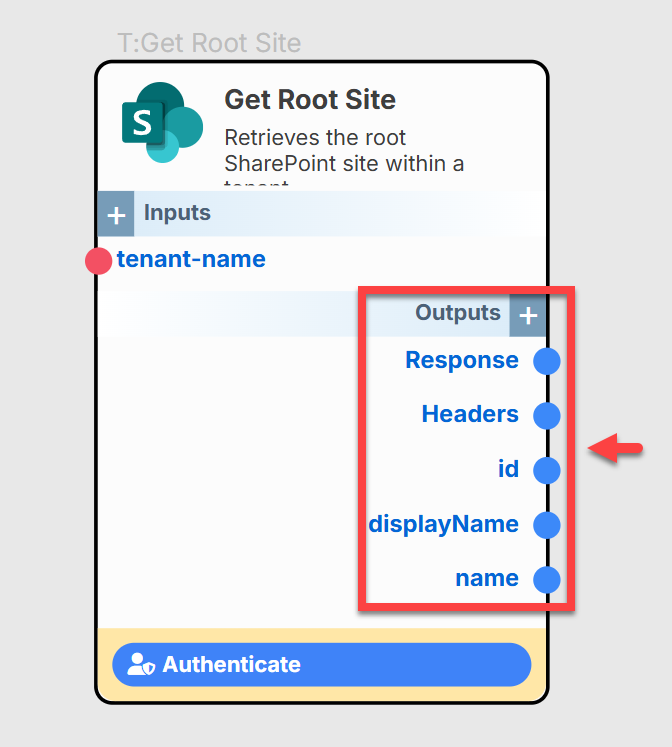 T:Get Root Site
S
Get Root Site
Retrieves the root
SharePoint site within a
tenant
+ Inputs
tenant-name
Outputs +
Response
Headers
id
displayName
name
Authenticate